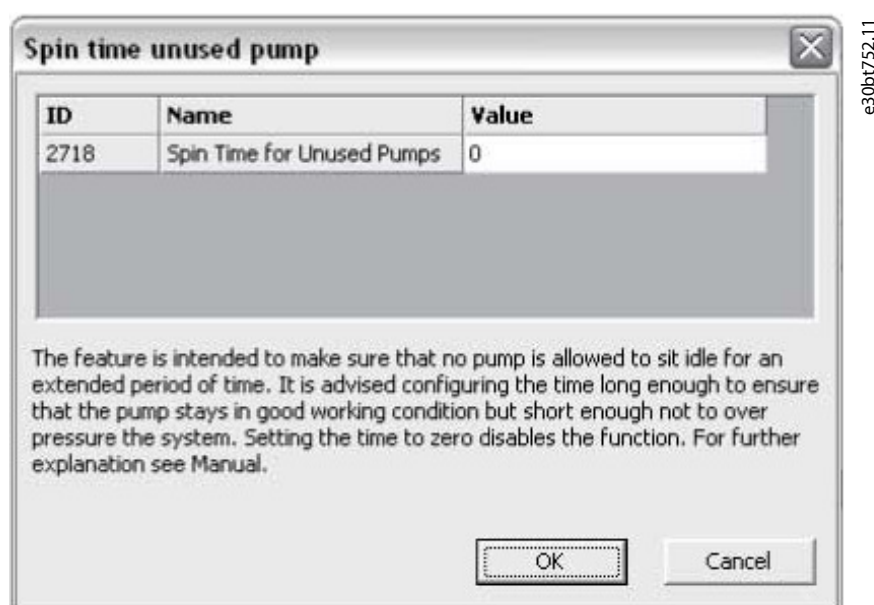 Spin time unused pump
ID Name Value
2718 Spin Time for Unused Pumps 0
The feature is intended to make sure that no pump is allowed to sit idle for an
extended period of time. It is advised configuring the time long enough to ensure
that the pump stays in good working condition but short enough not to over
pressure the system. Setting the time to zero disables the function. For further
explanation see Manual.
OK Cancel
e30bt752.11